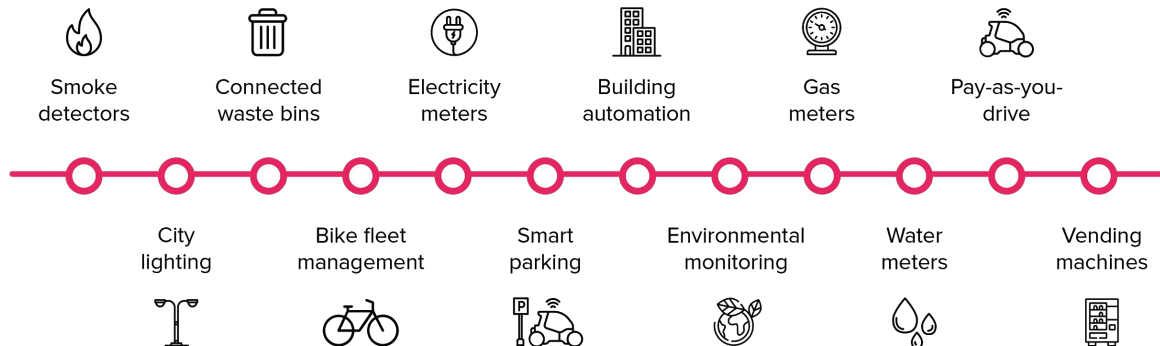 Smoke
detectors
Connected
waste bins
Electricity
meters
Building
automation
Gas
meters
Pay-as-you-
drive
City
lighting
Bike fleet
management
Smart
parking
Environmental
monitoring
Water
meters
Vending
machines
P